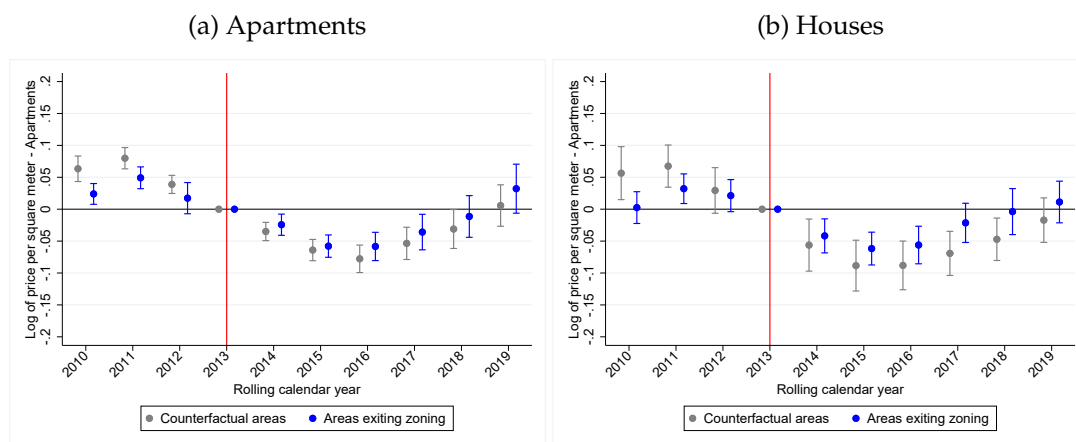 (a) Apartments
Log of price per square meter - Apartments
.2
.15
.1
.05
0
-.05
-.1
-.15
-.2
2010 2011 2012 2013 2014 2015 2016 2017 2018 2019
Rolling calendar year
Counterfactual areas Areas exiting zoning
(b) Houses
Log of price per square meter - Apartments
.2
.15
.1
.05
0
-.05
-.1
-.15
-.2
2010 2011 2012 2013 2014 2015 2016 2017 2018 2019
Rolling calendar year
Counterfactual areas Areas exiting zoning